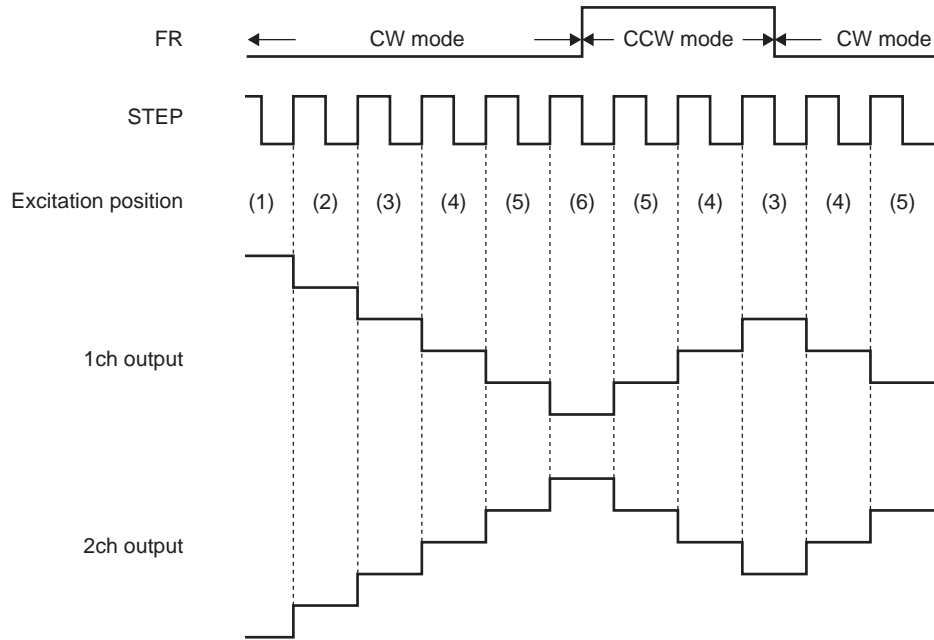 FR
CW mode
CCW mode
CW mode
STEP
Excitation position
(1) (2) (3) (4) (5) (6) (5) (4) (3) (4) (5)
1ch output
2ch output